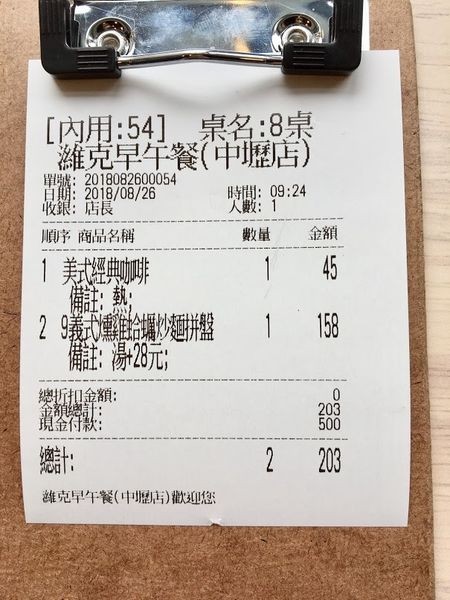 [內用:54] 桌名:8桌
濰克早午餐(中壢店)
單號: 2018082600054
日期: 2018/08/26 時間: 09:24
收銀: 店長 人數: 1
順序 商品名稱 數量 金額
1 美式經典咖啡 1 45
備註: 熱;
2 9義式燻雞蛤蠣炒麵拼盤 1 158
備註: 湯+28元;
總折扣金額: 0
金額總計: 203
現金付款: 500
總計: 2 203
濰克早午餐(中壢店)歡迎您